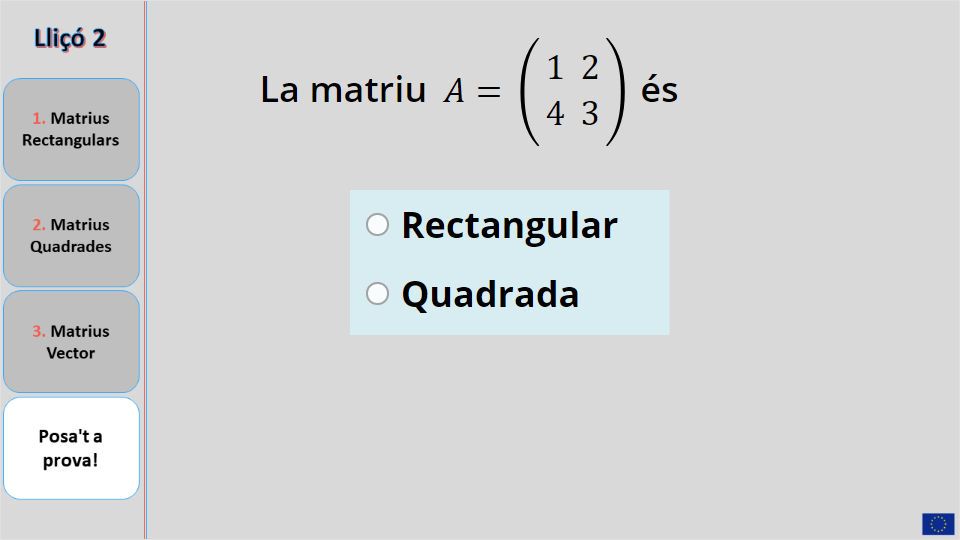 Lliçó 2
1. Matrius
Rectangulars
2. Matrius
Quadrades
3. Matrius
Vector
Posa't a
prova!
La matriu A = (1 2
4 3) és
Rectangular
Quadrada